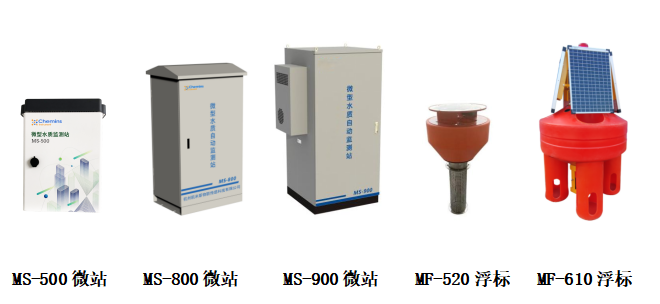 Chemins
微型水质监测站
MS-500
Chemins
微型水质自动监测站
MS-800
微型水质自动监测站
MS-900
MS-500 微站
MS-800 微站
MS-900 微站
MF-520 浮标
MF-610 浮标